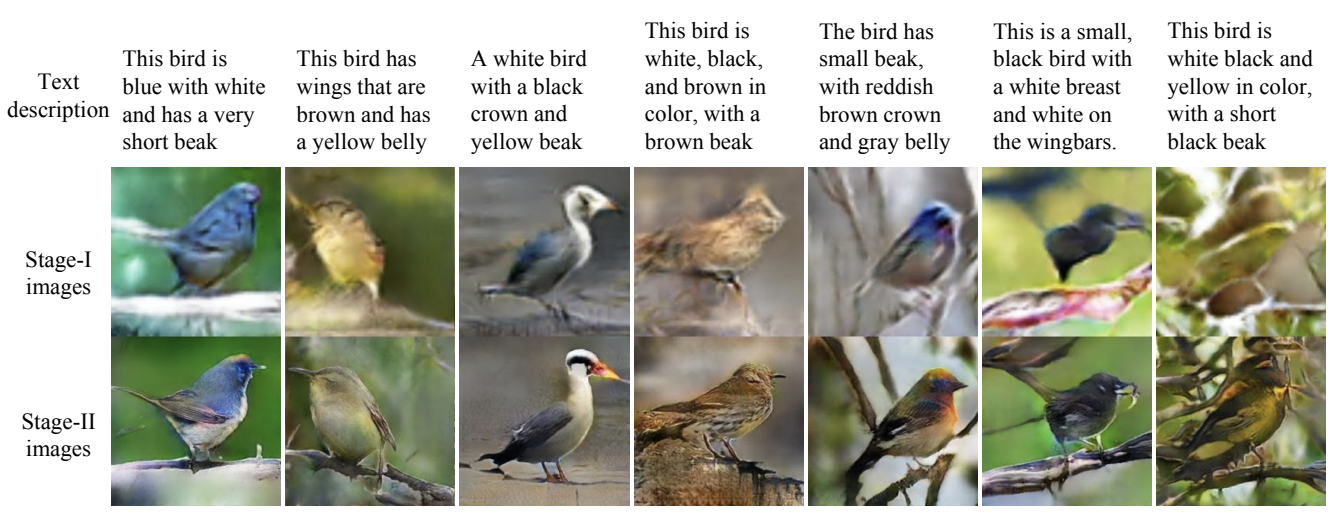 Text
description
This bird is
blue with white
and has a very
short beak
This bird has
wings that are
brown and has
a yellow belly
A white bird
with a black
crown and
yellow beak
This bird is
white, black,
and brown in
color, with a
brown beak
The bird has
small beak,
with reddish
brown crown
and gray belly
This is a small,
black bird with
a white breast
and white on
the wingbars.
This bird is
white black and
yellow in color,
with a short
black beak
Stage-I
images
Stage-II
images